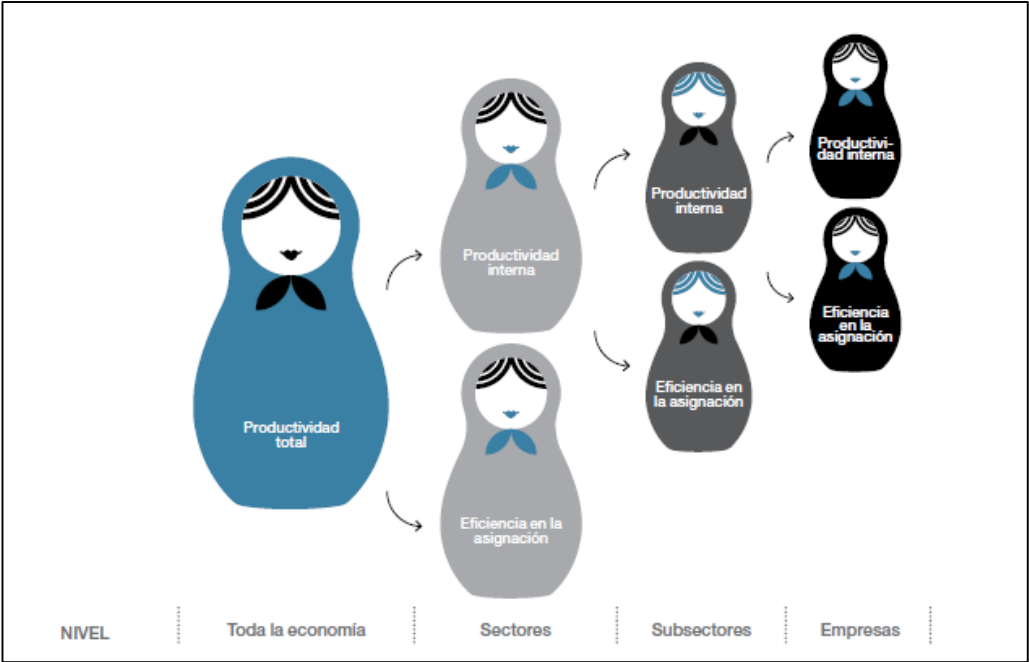 Productividad
total
Productividad
interna
Eficiencia en la
asignación
Productividad
interna
Eficiencia en
la asignación
Productivi-
dad interna
Eficiencia
en la
asignación
NIVEL
Toda la economía
Sectores
Subsectores
Empresas